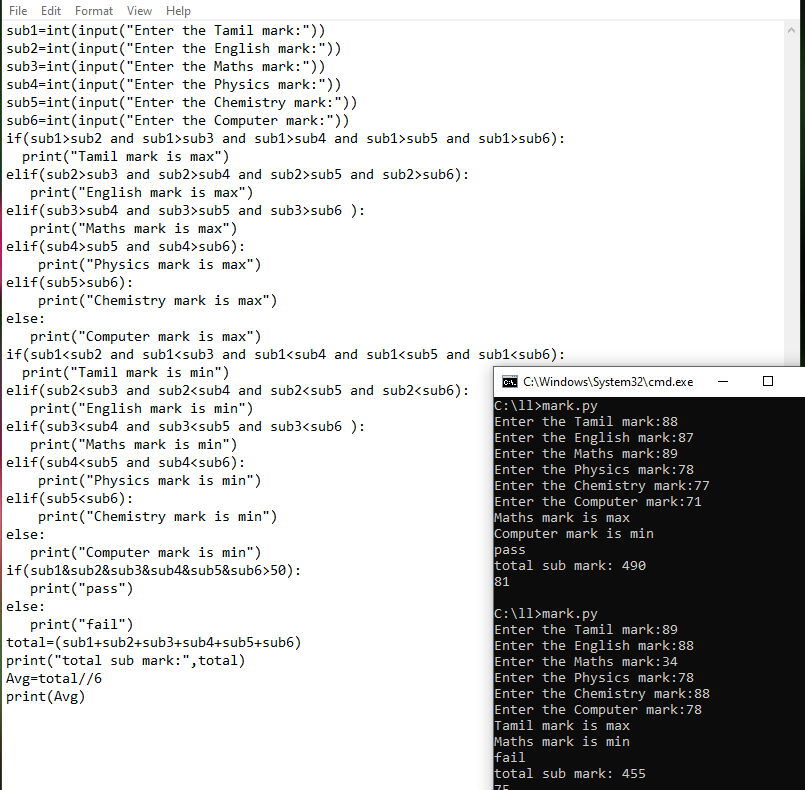 File Edit Format View Help
sub1=int(input("Enter the Tamil mark:"))
sub2=int(input("Enter the English mark:"))
sub3=int(input("Enter the Maths mark:"))
sub4=int(input("Enter the Physics mark:"))
sub5=int(input("Enter the Chemistry mark:"))
sub6=int(input("Enter the Computer mark:"))
if(sub1>sub2 and sub1>sub3 and sub1>sub4 and sub1>sub5 and sub1>sub6):
  print("Tamil mark is max")
elif(sub2>sub3 and sub2>sub4 and sub2>sub5 and sub2>sub6):
   print("English mark is max")
elif(sub3>sub4 and sub3>sub5 and sub3>sub6 ):
   print("Maths mark is max")
elif(sub4>sub5 and sub4>sub6):
    print("Physics mark is max")
elif(sub5>sub6):
    print("Chemistry mark is max")
else:
   print("Computer mark is max")
if(sub1<sub2 and sub1<sub3 and sub1<sub4 and sub1<sub5 and sub1<sub6):
  print("Tamil mark is min")
elif(sub2<sub3 and sub2<sub4 and sub2<sub5 and sub2<sub6):
   print("English mark is min")
elif(sub3<sub4 and sub3<sub5 and sub3<sub6 ):
   print("Maths mark is min")
elif(sub4<sub5 and sub4<sub6):
    print("Physics mark is min")
elif(sub5<sub6):
    print("Chemistry mark is min")
else:
   print("Computer mark is min")
if(sub1&sub2&sub3&sub4&sub5&sub6>50):
   print("pass")
else:
   print("fail")
total=(sub1+sub2+sub3+sub4+sub5+sub6)
print("total sub mark:",total)
Avg=total//6
print(Avg)
C:\Windows\System32\cmd.exe
C:\ll>mark.py
Enter the Tamil mark:88
Enter the English mark:87
Enter the Maths mark:89
Enter the Physics mark:78
Enter the Chemistry mark:77
Enter the Computer mark:71
Maths mark is max
Computer mark is min
pass
total sub mark: 490
81
C:\ll>mark.py
Enter the Tamil mark:89
Enter the English mark:88
Enter the Maths mark:34
Enter the Physics mark:78
Enter the Chemistry mark:88
Enter the Computer mark:78
Tamil mark is max
Maths mark is min
fail
total sub mark: 455
75